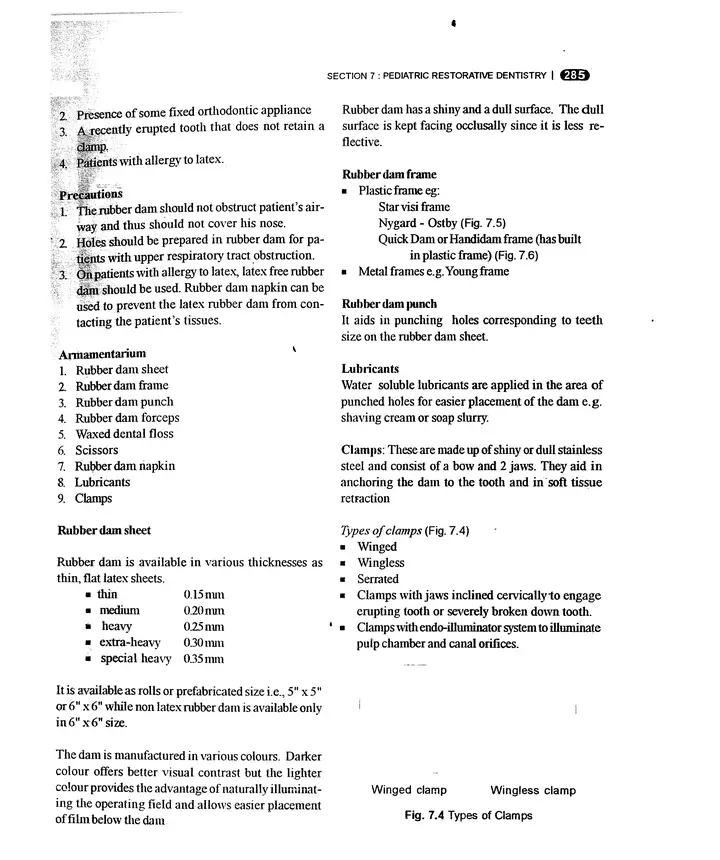 SECTION 7 : PEDIATRIC RESTORATIVE DENTISTRY | 285
2. Presence of some fixed orthodontic appliance
3. A recently erupted tooth that does not retain a
clamp.
4. Patients with allergy to latex.
Precautions
1. The rubber dam should not obstruct patient's air-
way and thus should not cover his nose.
2. Holes should be prepared in rubber dam for pa-
tients with upper respiratory tract obstruction.
3. On patients with allergy to latex, latex free rubber
dam should be used. Rubber dam napkin can be
used to prevent the latex rubber dam from con-
tacting the patient's tissues.
Armamentarium
1. Rubber dam sheet
2. Rubber dam frame
3. Rubber dam punch
4. Rubber dam forceps
5. Waxed dental floss
6. Scissors
7. Rubber dam napkin
8. Lubricants
9. Clamps
Rubber dam sheet
Rubber dam is available in various thicknesses as
thin, flat latex sheets.
▪ thin 0.15 mm
▪ medium 0.20 mm
▪ heavy 0.25 mm
▪ extra-heavy 0.30 mm
▪ special heavy 0.35 mm
It is available as rolls or prefabricated size i.e., 5" x 5"
or 6" x 6" while non latex rubber dam is available only
in 6" x 6" size.
The dam is manufactured in various colours. Darker
colour offers better visual contrast but the lighter
colour provides the advantage of naturally illuminat-
ing the operating field and allows easier placement
of film below the dam
Rubber dam has a shiny and a dull surface. The dull
surface is kept facing occlusally since it is less re-
flective.
Rubber dam frame
▪ Plastic frame eg:
Star visi frame
Nygard - Ostby (Fig. 7.5)
Quick Dam or Handidam frame (has built
in plastic frame) (Fig. 7.6)
▪ Metal frames e.g. Young frame
Rubber dam punch
It aids in punching holes corresponding to teeth
size on the rubber dam sheet.
Lubricants
Water soluble lubricants are applied in the area of
punched holes for easier placement of the dam e.g.
shaving cream or soap slurry.
Clamps: These are made up of shiny or dull stainless
steel and consist of a bow and 2 jaws. They aid in
anchoring the dam to the tooth and in soft tissue
retraction
Types of clamps (Fig. 7.4)
▪ Winged
▪ Wingless
▪ Serrated
▪ Clamps with jaws inclined cervically to engage
erupting tooth or severely broken down tooth.
▪ Clamps with endo-illuminator system to illuminate
pulp chamber and canal orifices.
Winged clamp Wingless clamp
Fig. 7.4 Types of Clamps